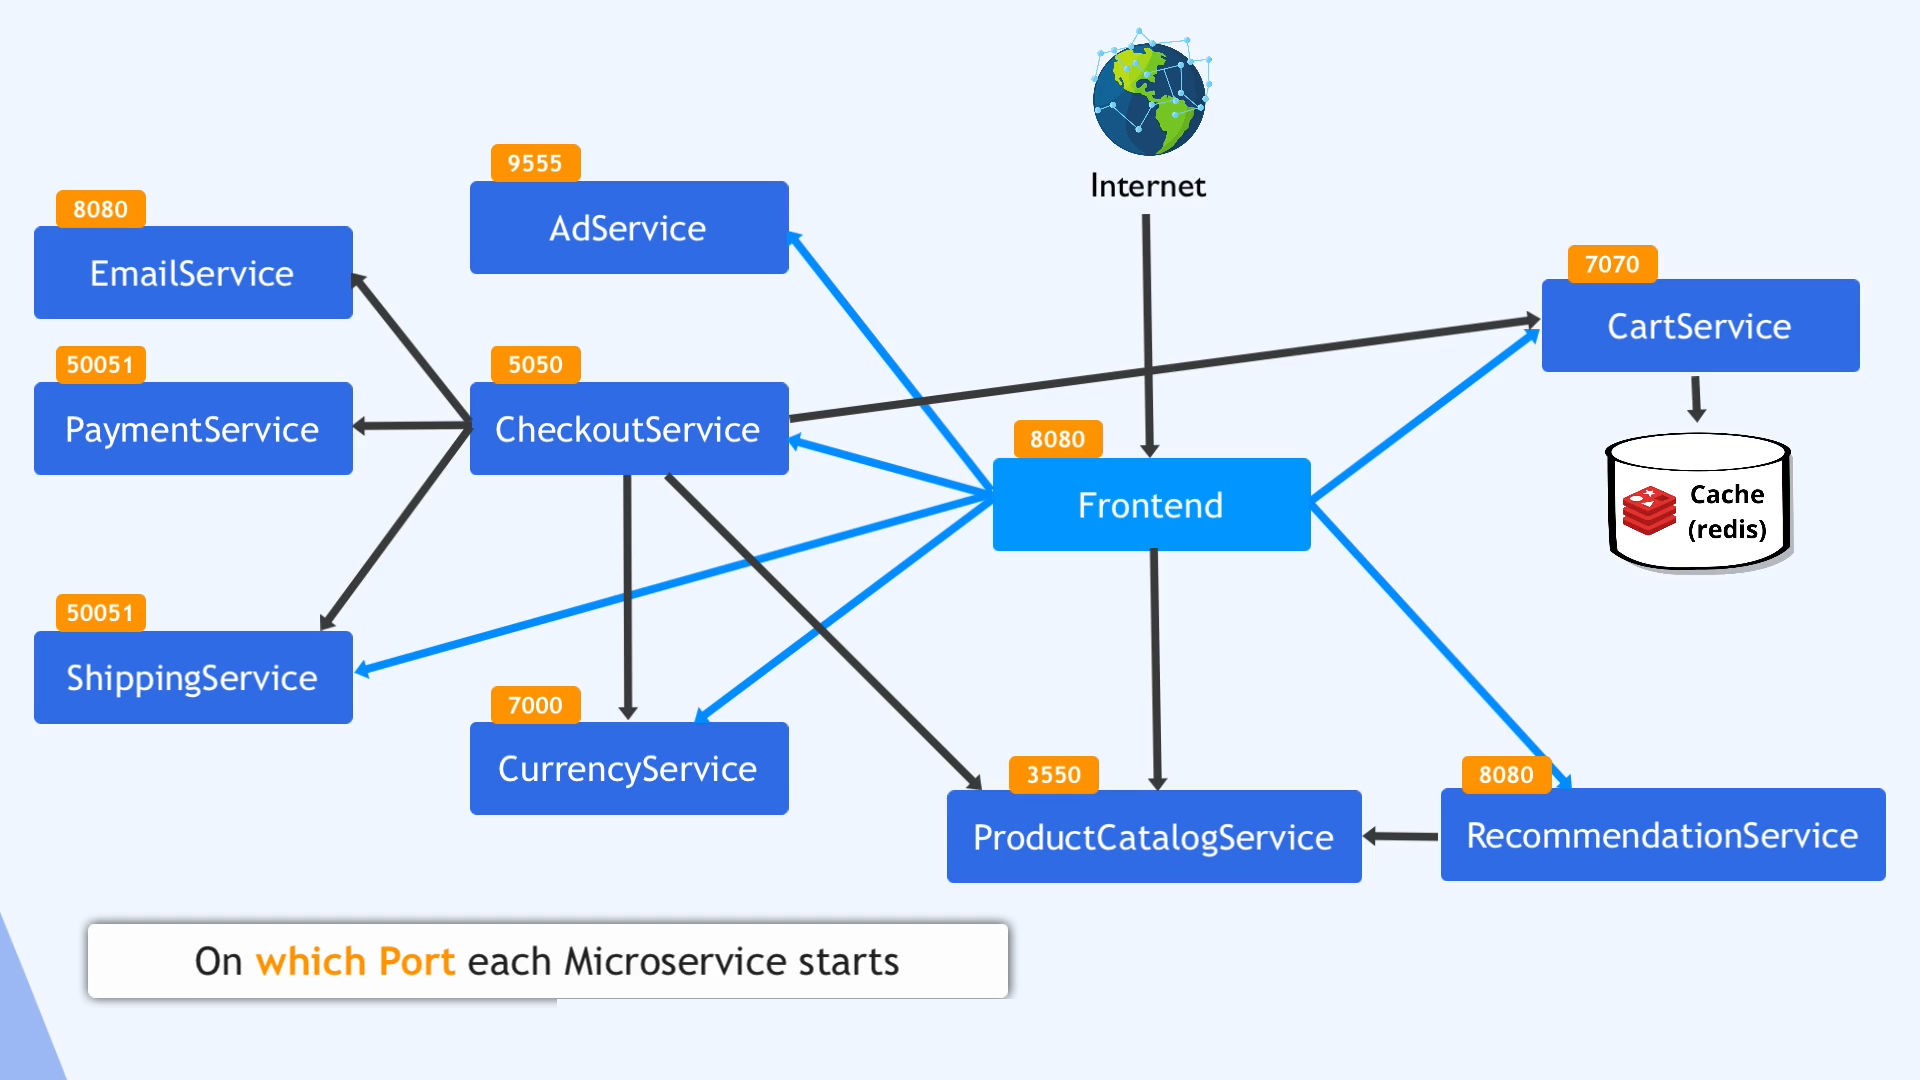 Internet
9555
AdService
8080
EmailService
7070
CartService
50051
PaymentService
5050
CheckoutService
8080
Frontend
Cache
(redis)
50051
ShippingService
7000
CurrencyService
3550
ProductCatalogService
8080
RecommendationService
On which Port each Microservice starts